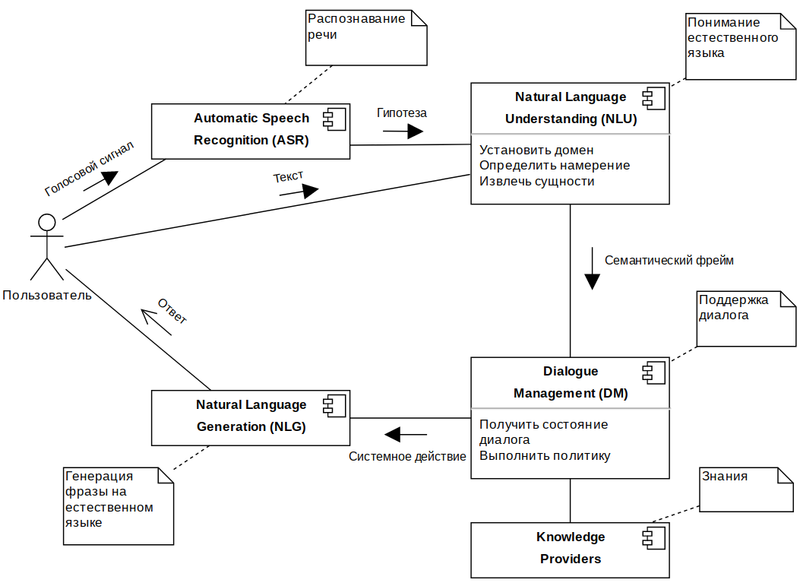 Распознавание
речи
Понимание
естественного
языка
Automatic Speech
Recognition (ASR)
Гипотеза
Natural Language
Understanding (NLU)
Установить домен
Определить намерение
Извлечь сущности
Голосовой сигнал
Текст
Пользователь
Семантический фрейм
Ответ
Поддержка
диалога
Dialogue
Management (DM)
Получить состояние
диалога
Выполнить политику
Natural Language
Generation (NLG)
Системное действие
Генерация
фразы на
естественном
языке
Знания
Knowledge
Providers